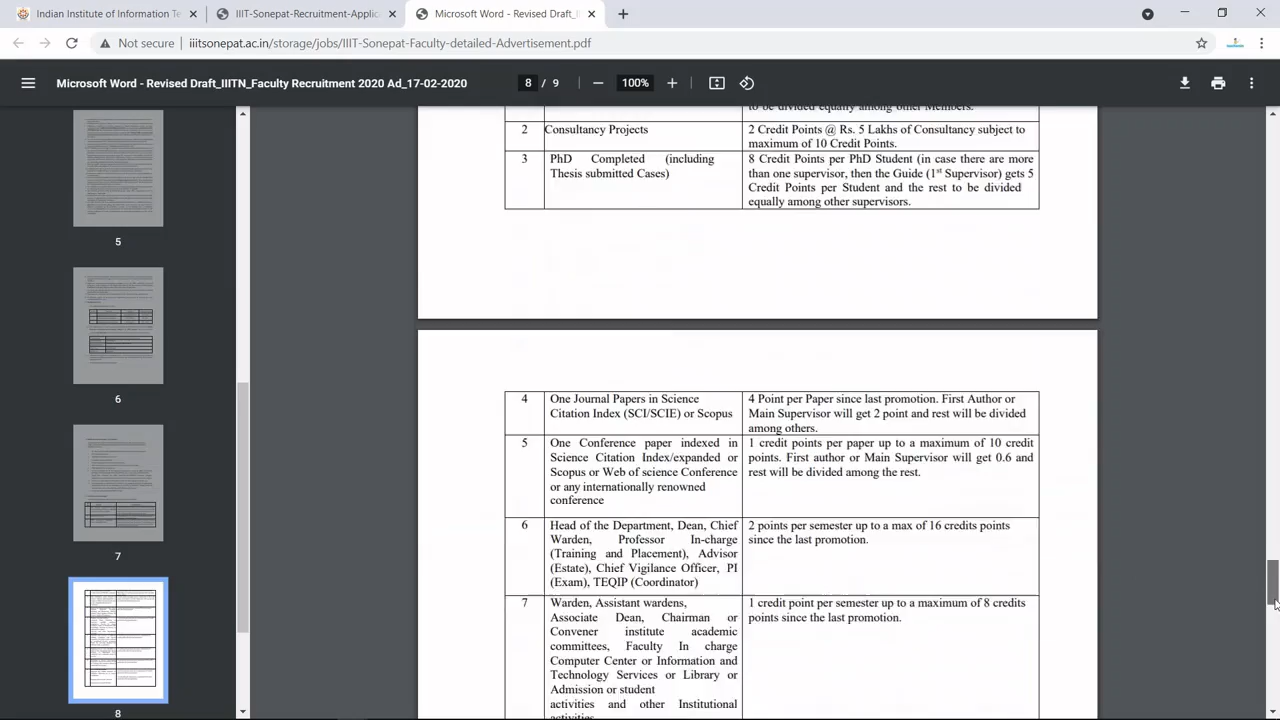 Indian Institute of Information Te
IIIT-Sonepat-Recruitment-Applic
Microsoft Word - Revised Draft_I
Not secure
iiitsonepat.ac.in/storage/jobs/IIIT-Sonepat-Faculty-detailed-Advertisement.pdf
Microsoft Word - Revised Draft_IIITN_Faculty Recruitment 2020 Ad_17-02-2020
8 / 9
100%
5
6
7
8
to be divided equally among other Members.
2 Consultancy Projects
2 Credit Points @ Rs. 5 Lakhs of Consultancy subject to
maximum of 10 Credit Points.
3 PhD Completed (including
Thesis submitted Cases)
8 Credit Points per PhD Student (in case there are more
than one supervisor, then the Guide (1st Supervisor) gets 5
Credit Points per Student and the rest to be divided
equally among other supervisors.
4 One Journal Papers in Science
Citation Index (SCI/SCIE) or Scopus
4 Point per Paper since last promotion. First Author or
Main Supervisor will get 2 point and rest will be divided
among others.
5 One Conference paper indexed in
Science Citation Index/expanded or
Scopus or Web of science Conference
or any internationally renowned
conference
1 credit points per paper up to a maximum of 10 credit
points. First author or Main Supervisor will get 0.6 and
rest will be divided among the rest.
6 Head of the Department, Dean, Chief
Warden, Professor In-charge
(Training and Placement), Advisor
(Estate), Chief Vigilance Officer, PI
(Exam), TEQIP (Coordinator)
2 points per semester up to a max of 16 credits points
since the last promotion.
7 Warden, Assistant wardens,
Associate Dean, Chairman or
Convener institute academic
committees, Faculty In charge
Computer Center or Information and
Technology Services or Library or
Admission or student
activities and other Institutional
activities
1 credit point per semester up to a maximum of 8 credits
points since the last promotion.